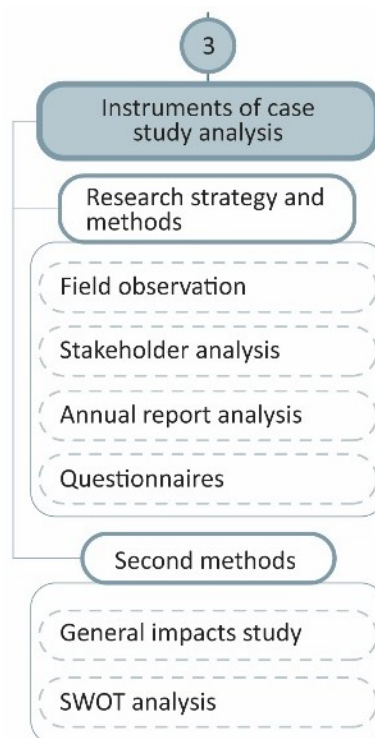 3
Instruments of case
study analysis
Research strategy and
methods
Field observation
Stakeholder analysis
Annual report analysis
Questionnaires
Second methods
General impacts study
SWOT analysis